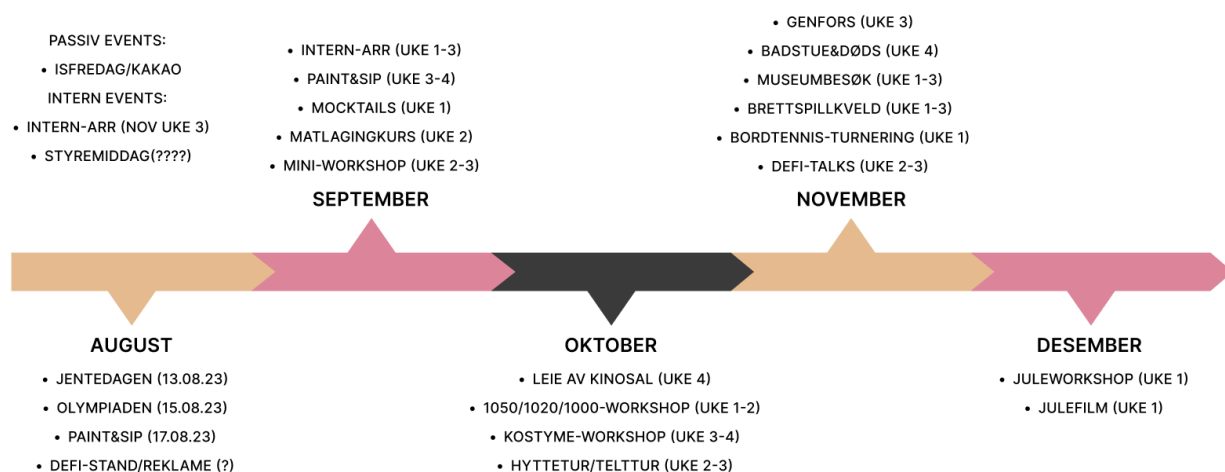 PASSIV EVENTS:
• ISFREDAG/KAKAO
INTERN EVENTS:
• INTERN-ARR (NOV UKE 3)
• STYREMIDDAG(????)
• INTERN-ARR (UKE 1-3)
• PAINT&SIP (UKE 3-4)
• MOCKTAILS (UKE 1)
• MATLAGINGKURS (UKE 2)
• MINI-WORKSHOP (UKE 2-3)
SEPTEMBER
• GENFORS (UKE 3)
• BADSTUE&DØDS (UKE 4)
• MUSEUMBESØK (UKE 1-3)
• BRETTSPILLKVELD (UKE 1-3)
• BORDTENNIS-TURNERING (UKE 1)
• DEFI-TALKS (UKE 2-3)
NOVEMBER
AUGUST
• JENTEDAGEN (13.08.23)
• OLYMPIADEN (15.08.23)
• PAINT&SIP (17.08.23)
• DEFI-STAND/REKLAME (?)
OKTOBER
• LEIE AV KINOSAL (UKE 4)
• 1050/1020/1000-WORKSHOP (UKE 1-2)
• KOSTYME-WORKSHOP (UKE 3-4)
• HYTTETUR/TELTTUR (UKE 2-3)
DESEMBER
• JULEWORKSHOP (UKE 1)
• JULEFILM (UKE 1)